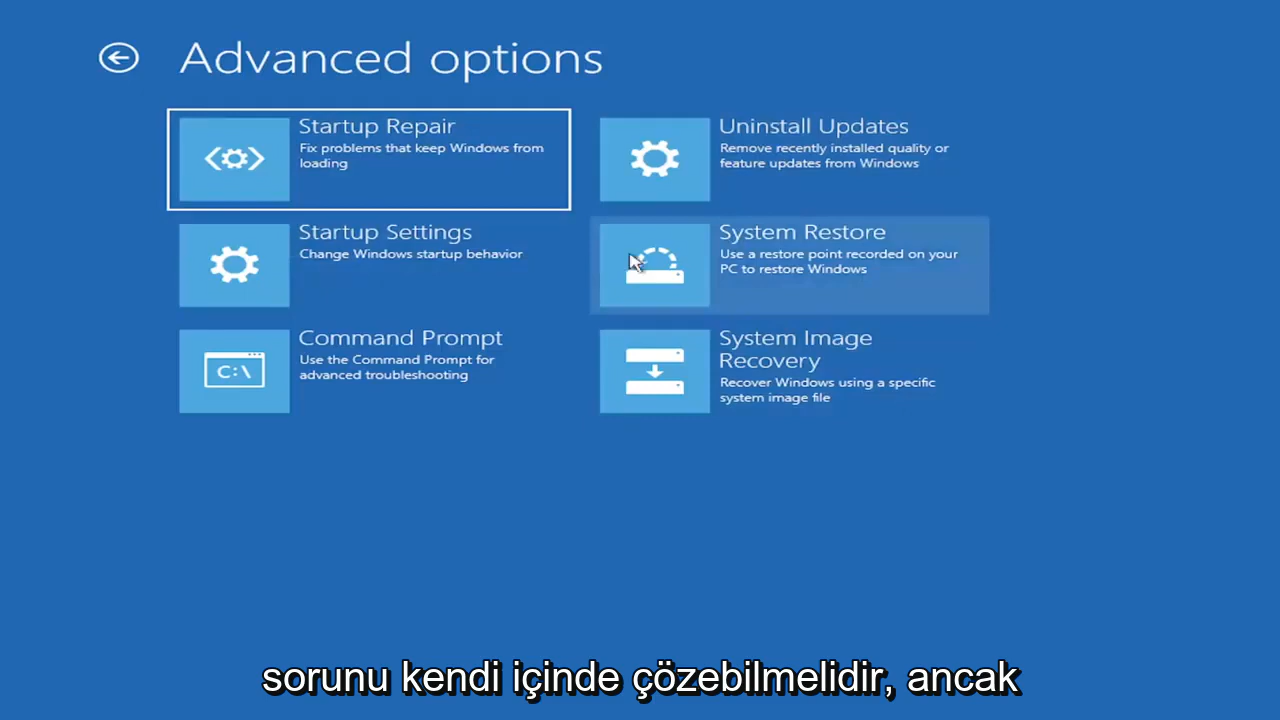 Advanced options
Startup Repair
Fix problems that keep Windows from
loading
Uninstall Updates
Remove recently installed quality or
feature updates from Windows
Startup Settings
Change Windows startup behavior
System Restore
Use a restore point recorded on your
PC to restore Windows
Command Prompt
Use the Command Prompt for
advanced troubleshooting
C:\
System Image
Recovery
Recover Windows using a specific
system image file
sorunu kendi içinde çözebilmelidir, ancak